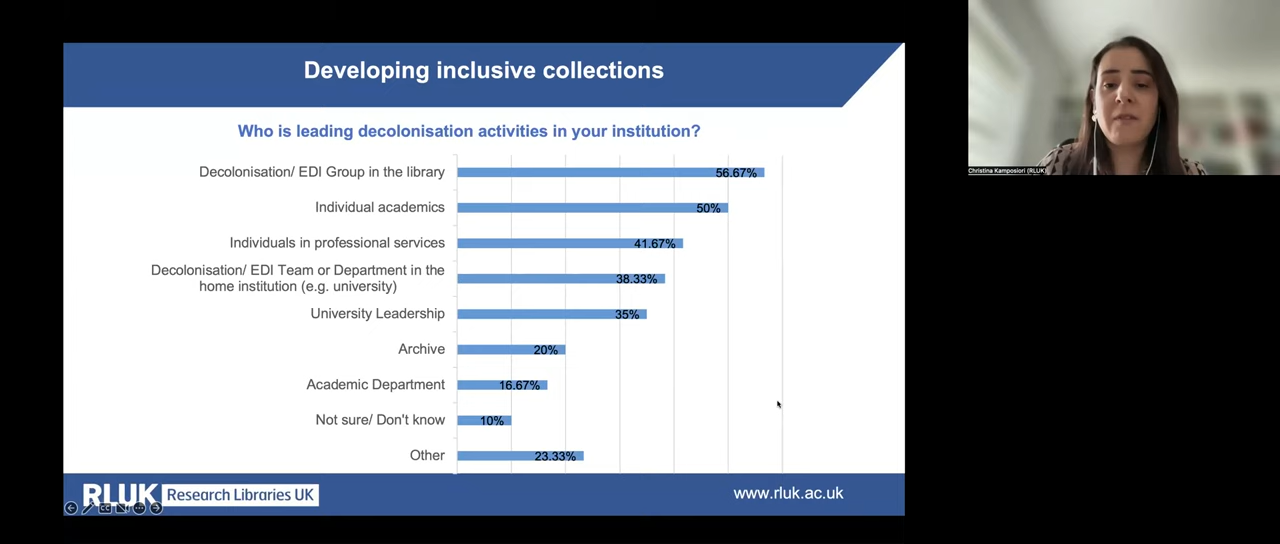 Developing inclusive collections
Who is leading decolonisation activities in your institution?
Decolonisation/ EDI Group in the library
56.67%
Individual academics
50%
Individuals in professional services
41.67%
Decolonisation/ EDI Team or Department in the
home institution (e.g. university)
38.33%
University Leadership
35%
Archive
20%
Academic Department
16.67%
Not sure/ Don't know
10%
Other
23.33%
RLUK Research Libraries UK
www.rluk.ac.uk
Christina Kamposiori (RLUK)